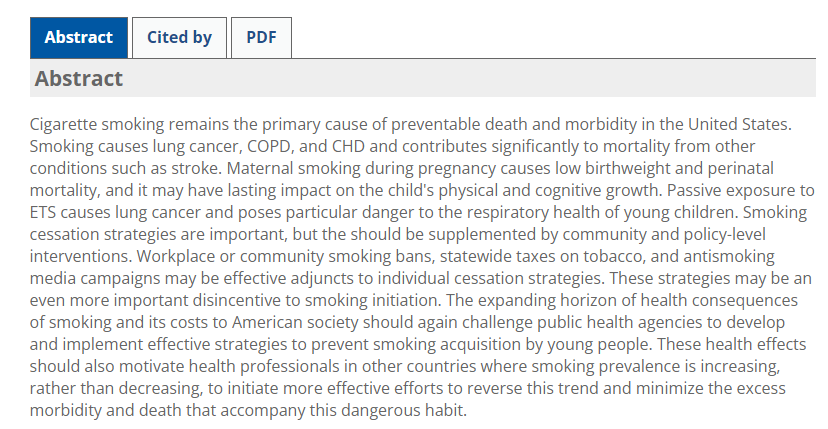 Abstract
Cited by
PDF
Abstract
Cigarette smoking remains the primary cause of preventable death and morbidity in the United States.
Smoking causes lung cancer, COPD, and CHD and contributes significantly to mortality from other
conditions such as stroke. Maternal smoking during pregnancy causes low birthweight and perinatal
mortality, and it may have lasting impact on the child's physical and cognitive growth. Passive exposure to
ETS causes lung cancer and poses particular danger to the respiratory health of young children. Smoking
cessation strategies are important, but the should be supplemented by community and policy-level
interventions. Workplace or community smoking bans, statewide taxes on tobacco, and antismoking
media campaigns may be effective adjuncts to individual cessation strategies. These strategies may be an
even more important disincentive to smoking initiation. The expanding horizon of health consequences
of smoking and its costs to American society should again challenge public health agencies to develop
and implement effective strategies to prevent smoking acquisition by young people. These health effects
should also motivate health professionals in other countries where smoking prevalence is increasing,
rather than decreasing, to initiate more effective efforts to reverse this trend and minimize the excess
morbidity and death that accompany this dangerous habit.